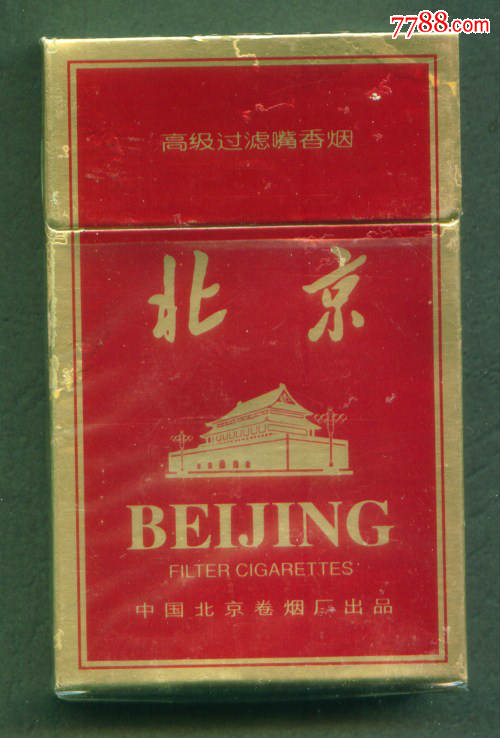 7788.com
高级过滤嘴香烟
北京
BEIJING
FILTER CIGARETTES
中国北京卷烟厂出品